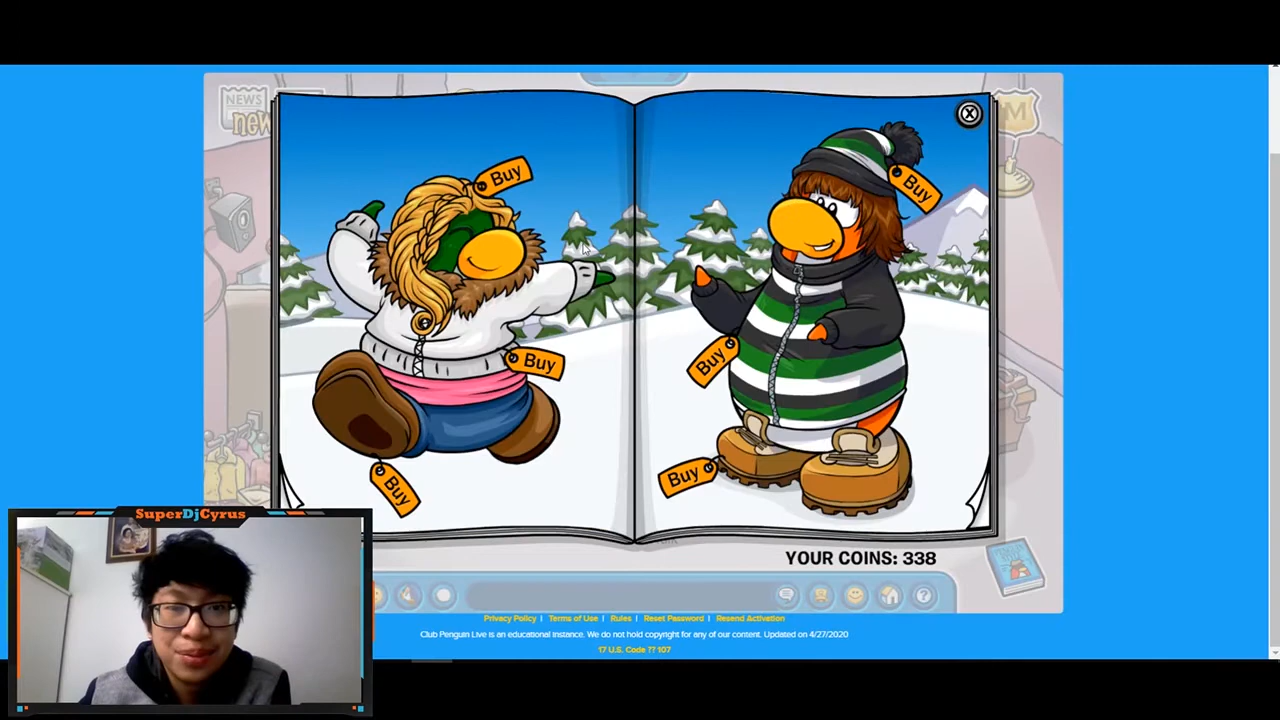 NEWS
new
M
Buy
Buy
Buy
Buy
Buy
Buy
YOUR COINS: 338
SuperDjCyrus
Privacy Policy | Terms of Use | Rules | Reset Password | Resend Activation
Club Penguin Live is an educational instance. We do not hold copyright for any of our content. Updated on 4/27/2020
17 U.S. Code ?? 107